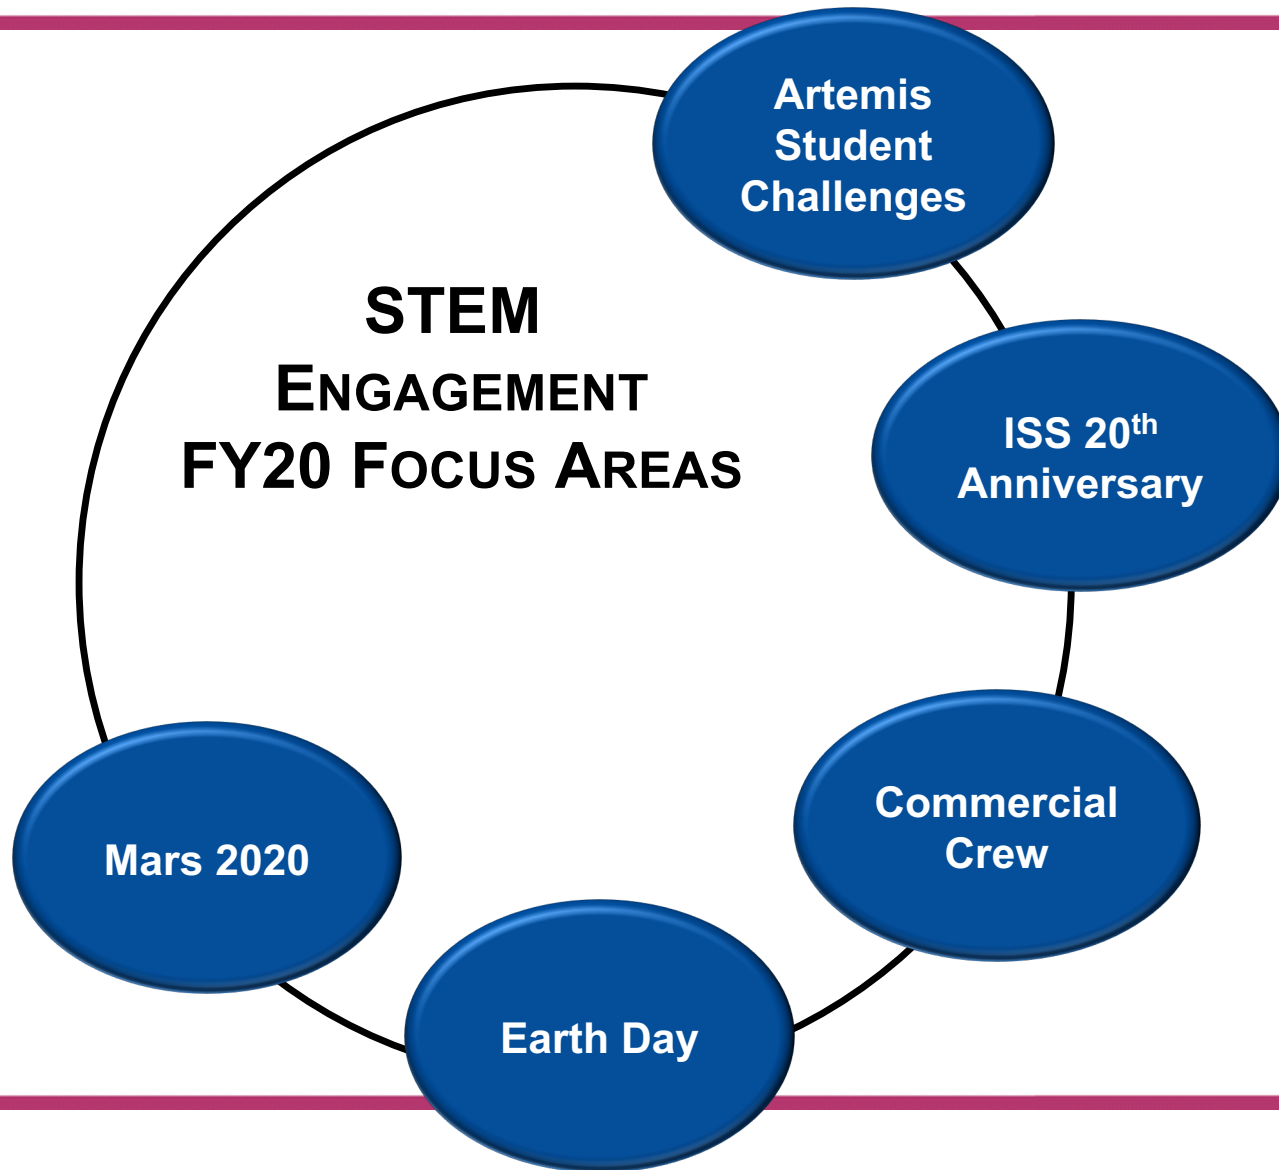 STEM
ENGAGEMENT
FY20 FOCUS AREAS
Artemis
Student
Challenges
ISS 20th
Anniversary
Commercial
Crew
Earth Day
Mars 2020